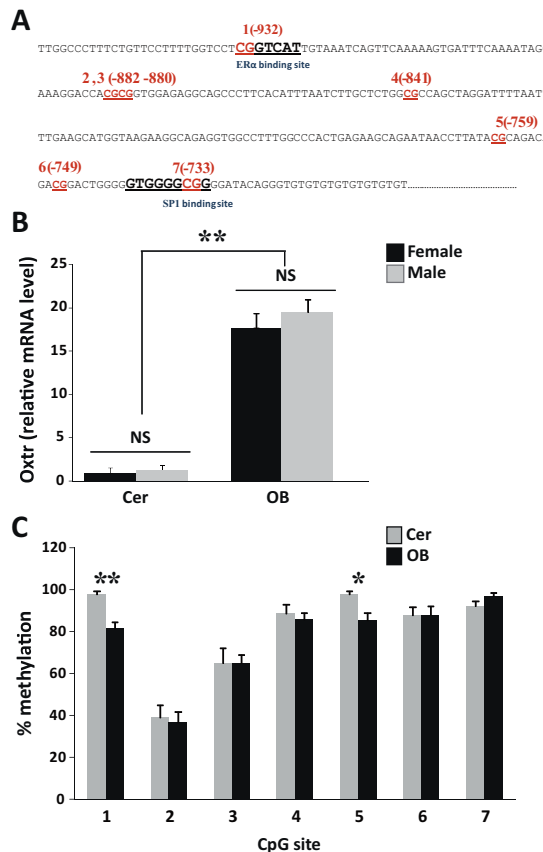 A
1(-932)
TTGGCCCTTTCTGTTCCTTTTGGTCCTCGGTCATTGTAAATCAGTTCAAAAAGTGATTTCAAAATAG
ERα binding site
2,3 (-882 -880) 4(-841)
AAAGGACCACGCGGTGGAGAGGCAGCCCTTCACATTTAATCTTGCTCTGGCGCCAGCTAGGATTTTAAT
5(-759)
TTGAAGCATGGTAAGAAGGCAGAGGTGGCCTTTGGCCCACTGAGAAGCAGAATAACCTTATACGCAGAC
6(-749) 7(-733)
GACGGACTGGGGGTGGGGCGGGGATACAGGGTGTGTGTGTGTGTGTGT
SP1 binding site
B
**
Female
Male
NS
NS
Oxtr (relative mRNA level)
25
20
15
10
5
0
Cer OB
C
Cer
OB
** *
% methylation
120
100
80
60
40
20
0
1 2 3 4 5 6 7
CpG site